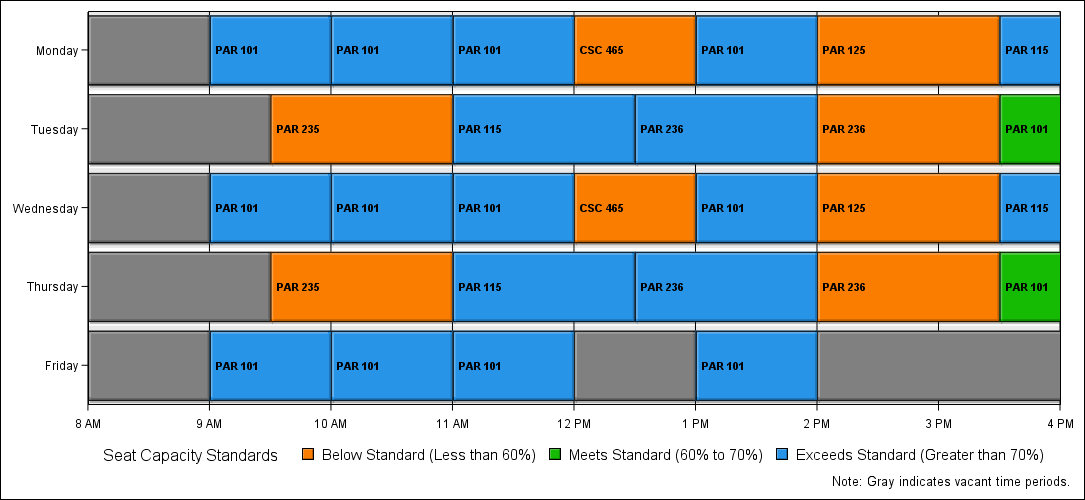 Monday PAR 101 PAR 101 PAR 101 CSC 465 PAR 101 PAR 125 PAR 115
Tuesday PAR 235 PAR 115 PAR 236 PAR 236 PAR 101
Wednesday PAR 101 PAR 101 PAR 101 CSC 465 PAR 101 PAR 125 PAR 115
Thursday PAR 235 PAR 115 PAR 236 PAR 236 PAR 101
Friday PAR 101 PAR 101 PAR 101 PAR 101
8 AM 9 AM 10 AM 11 AM 12 PM 1 PM 2 PM 3 PM 4 PM
Seat Capacity Standards Below Standard (Less than 60%) Meets Standard (60% to 70%) Exceeds Standard (Greater than 70%)
Note: Gray indicates vacant time periods.